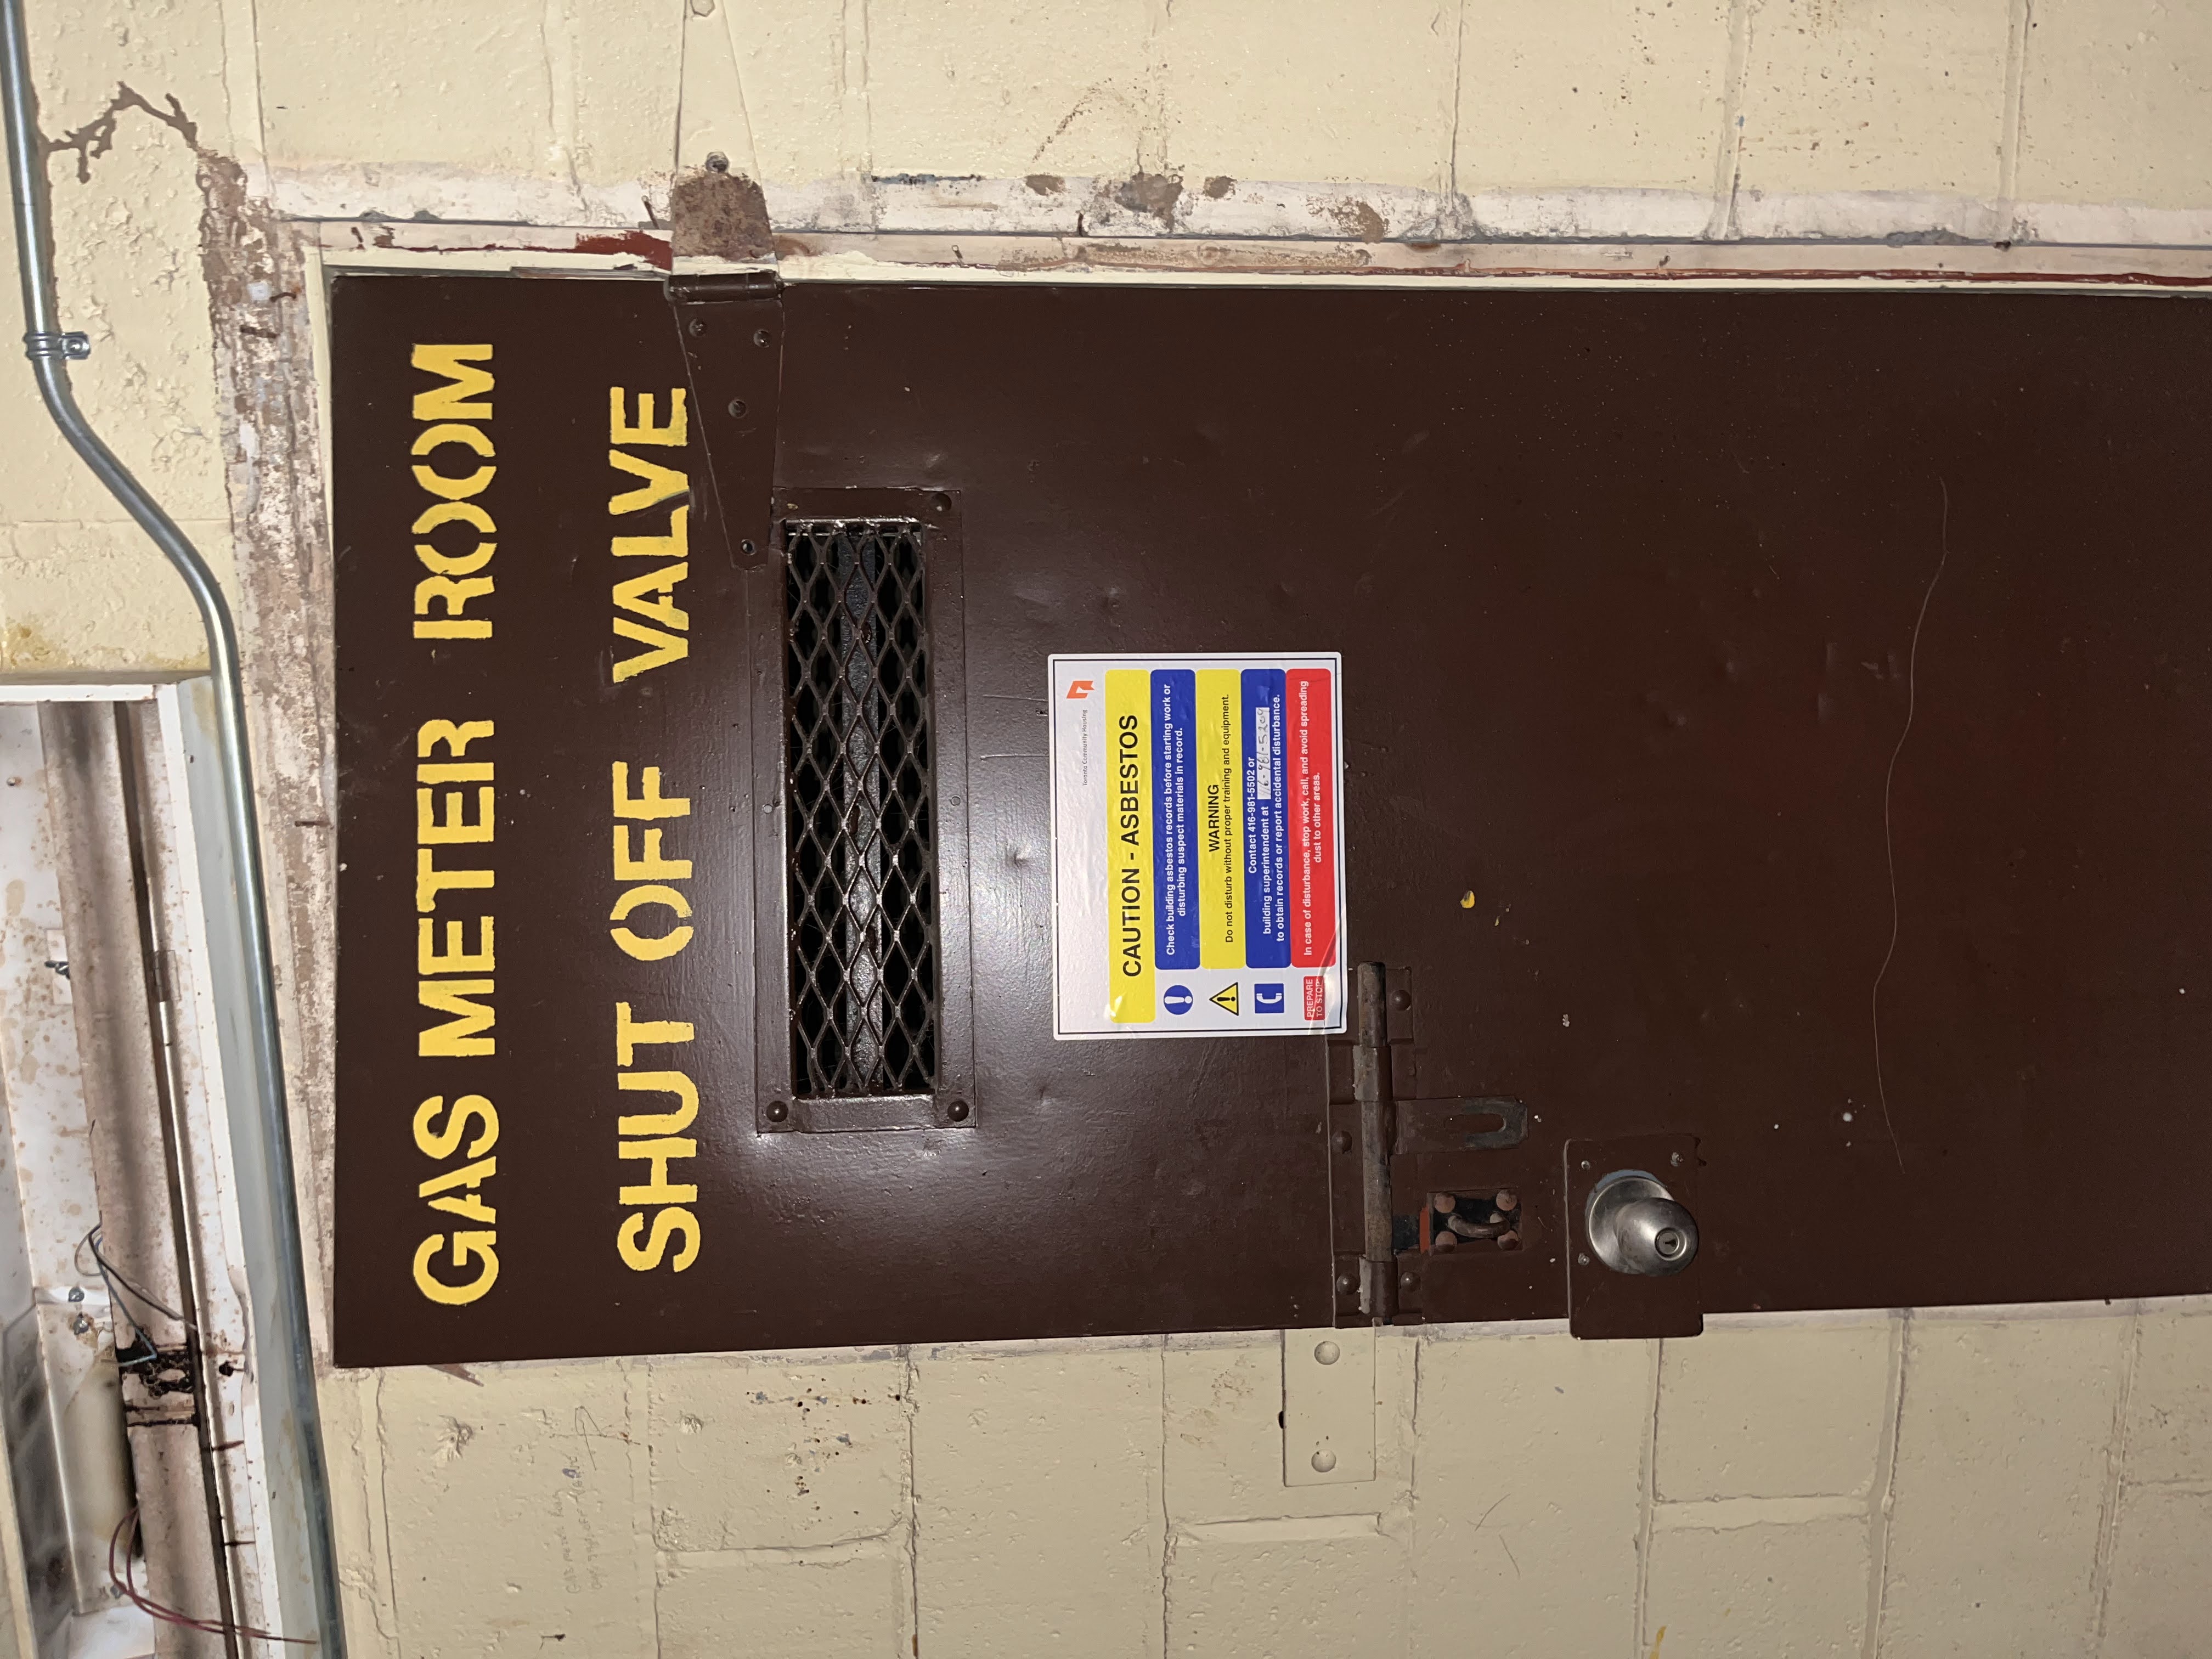 GAS METER ROOM
SHUT OFF VALVE
Toronto Community Housing
CAUTION - ASBESTOS
Check building asbestos records before starting work or
disturbing suspect materials in record.
WARNING
Do not disturb without proper training and equipment.
Contact 416-981-5502 or
building superintendent at
to obtain records or report accidental disturbance.
PREPARE
TO STOP
In case of disturbance, stop work, call, and avoid spreading
dust to other areas.